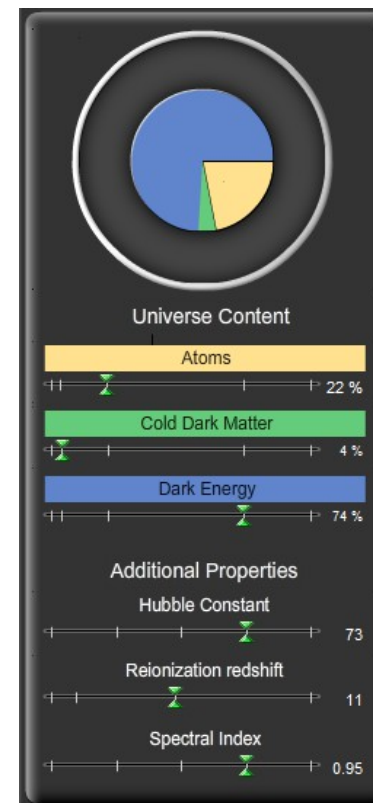 Universe Content
Atoms
22 %
Cold Dark Matter
4 %
Dark Energy
74 %
Additional Properties
Hubble Constant
73
Reionization redshift
11
Spectral Index
0.95